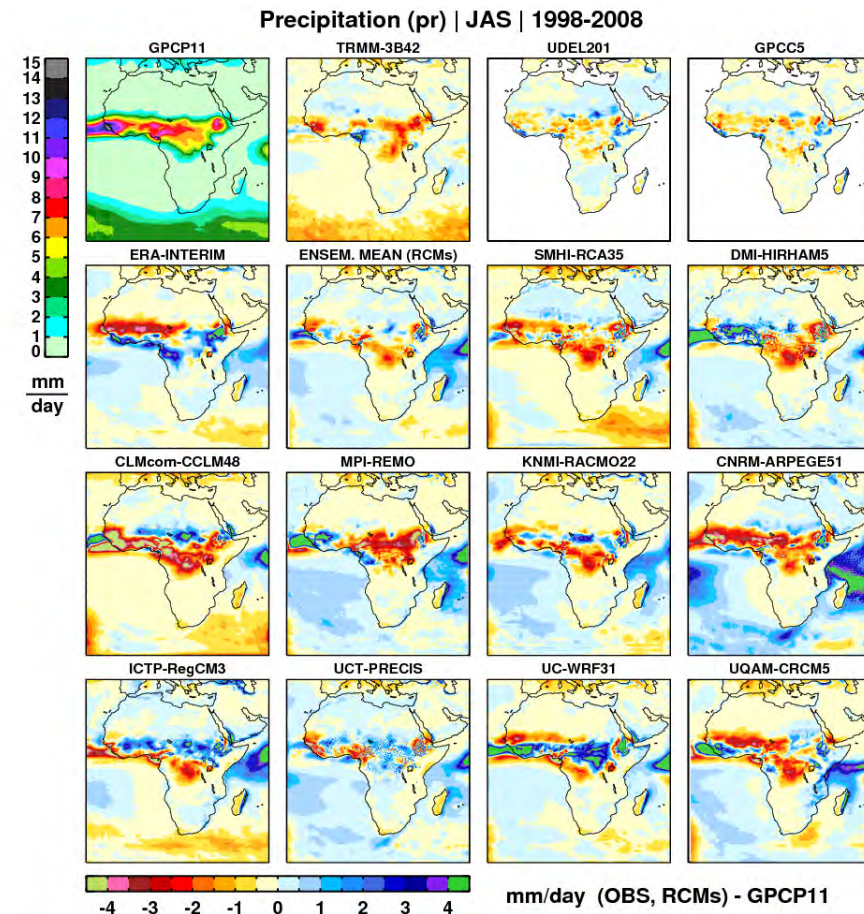 Precipitation (pr) | JAS | 1998-2008
GPCP11
TRMM-3B42
UDEL201
GPCC5
15
14
13
12
11
10
9
8
7
6
5
4
3
2
1
0
mm
day
ERA-INTERIM
ENSEM. MEAN (RCMs)
SMHI-RCA35
DMI-HIRHAM5
CLMcom-CCLM48
MPI-REMO
KNMI-RACMO22
CNRM-ARPEGE51
ICTP-RegCM3
UCT-PRECIS
UC-WRF31
UQAM-CRCM5
-4 -3 -2 -1 0 1 2 3 4
mm/day (OBS, RCMs) - GPCP11